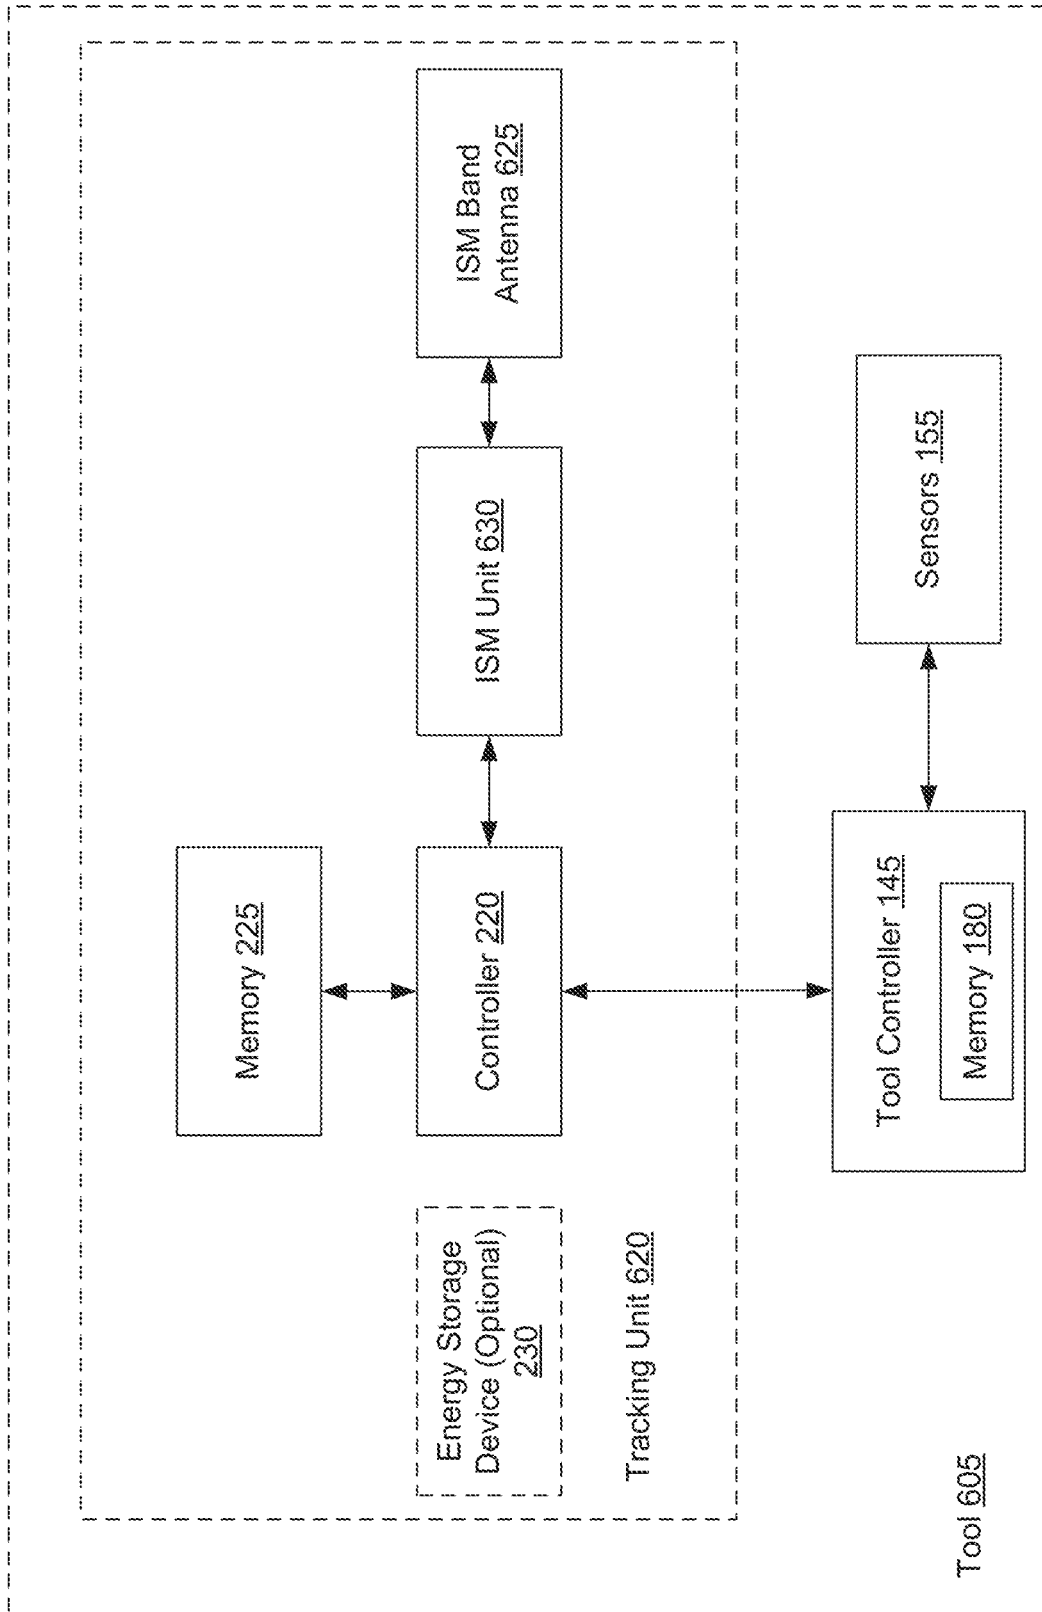 Memory 225
Energy Storage
Device (Optional)
230
Controller 220
ISM Unit 630
ISM Band
Antenna 625
Tracking Unit 620
Tool Controller 145
Memory 180
Sensors 155
Tool 605